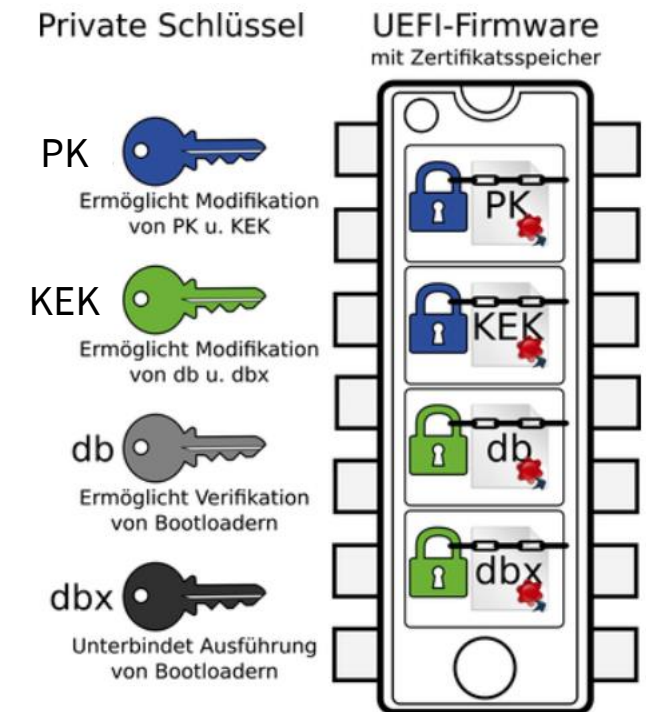 Private Schlüssel
UEFI-Firmware
mit Zertifikatsspeicher
PK
Ermöglicht Modifikation
von PK u. KEK
KEK
Ermöglicht Modifikation
von db u. dbx
db
Ermöglicht Verifikation
von Bootloadern
dbx
Unterbindet Ausführung
von Bootloadern
PK
KEK
db
dbx